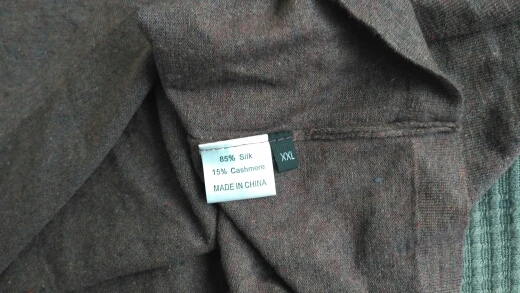 85% Silk
15% Cashmere
MADE IN CHINA
XXL